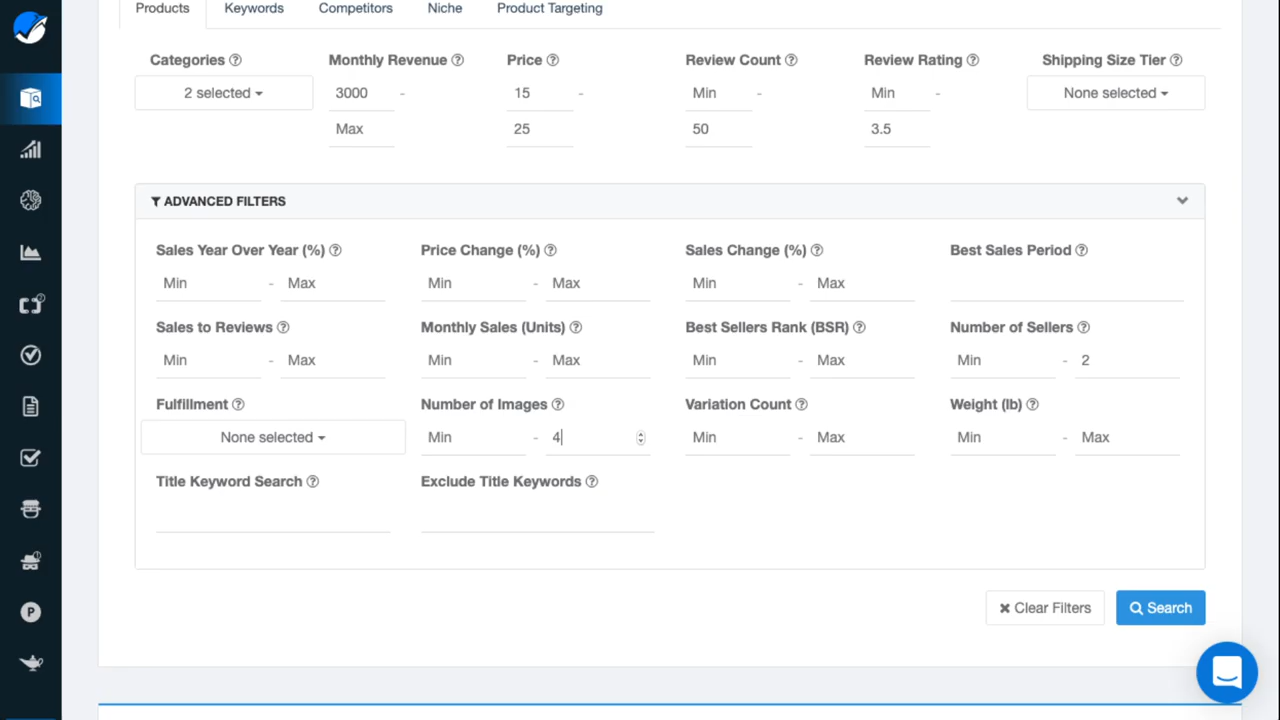 Products Keywords Competitors Niche Product Targeting
Categories Monthly Revenue Price Review Count Review Rating Shipping Size Tier
2 selected 3000 - 15 - Min - Min - None selected
Max 25 50 3.5
ADVANCED FILTERS
Sales Year Over Year (%) Price Change (%) Sales Change (%) Best Sales Period
Min - Max Min - Max Min - Max
Sales to Reviews Monthly Sales (Units) Best Sellers Rank (BSR) Number of Sellers
Min - Max Min - Max Min - Max Min - 2
Fulfillment Number of Images Variation Count Weight (lb)
None selected Min - 4 Min - Max Min - Max
Title Keyword Search Exclude Title Keywords
Clear Filters Search
P